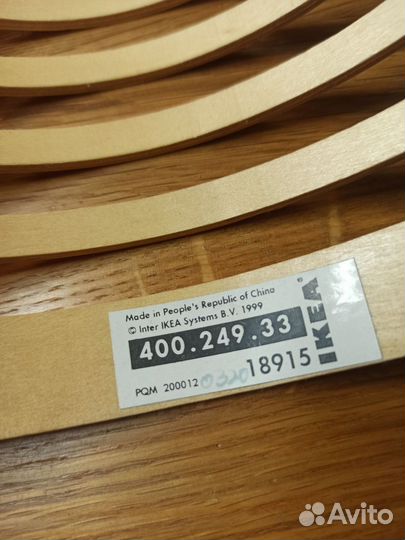 Made in People's Republic of China
© Inter IKEA Systems B.V. 1999
400.249.33
PQM 200012 0320 18915
IKEA
Avito